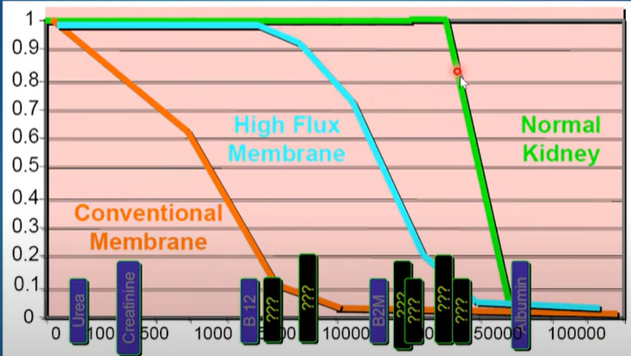 1
0.9
0.8
0.7
0.6
0.5
0.4
0.3
0.2
0.1
0
High Flux
Membrane
Normal
Kidney
Conventional
Membrane
Urea
Creatinine
B 12
???
???
B2M
???
???
???
???
0 100 500 1000 10000 50000 100000